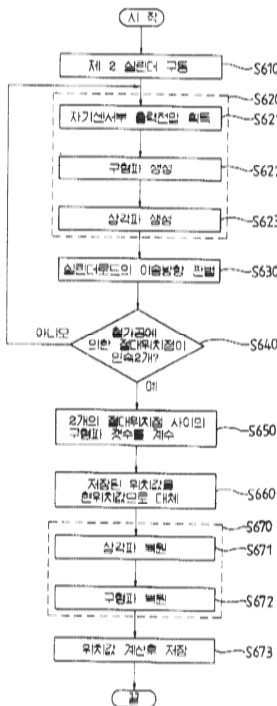 시 작
제 2 실린더 구동
S610
S620
자기센서부 출력전압 획득
S621
구형파 생성
S622
삼각파 생성
S623
실린더로드의 이송방향 판별
S630
아니오
의한 절대위치점이
연속2개?
S640
예
2개의 절대위치점 사이의
구형파 갯수를 계수
S650
저장된 위치값를
현위치값으로 대체
S660
S670
삼각파 복원
S671
구형파 복원
S672
위치값 계산후 저장
S673
끝